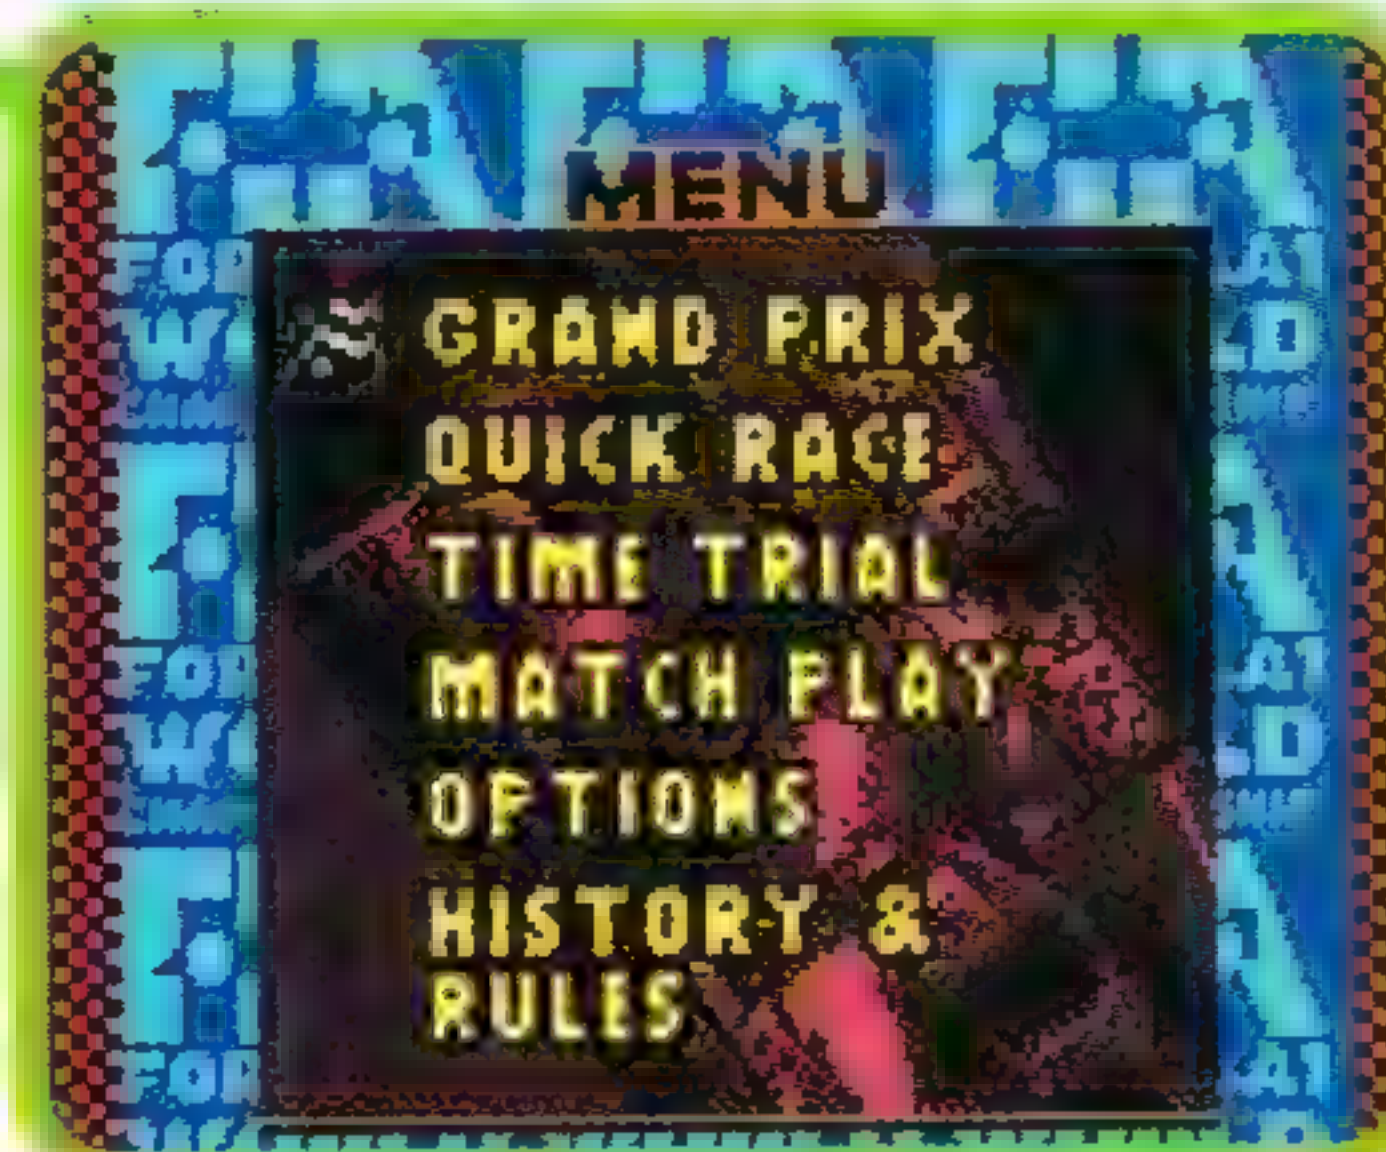 MENU
GRAND PRIX
QUICK RACE
TIME TRIAL
MATCH PLAY
OPTIONS
HISTORY &
RULES